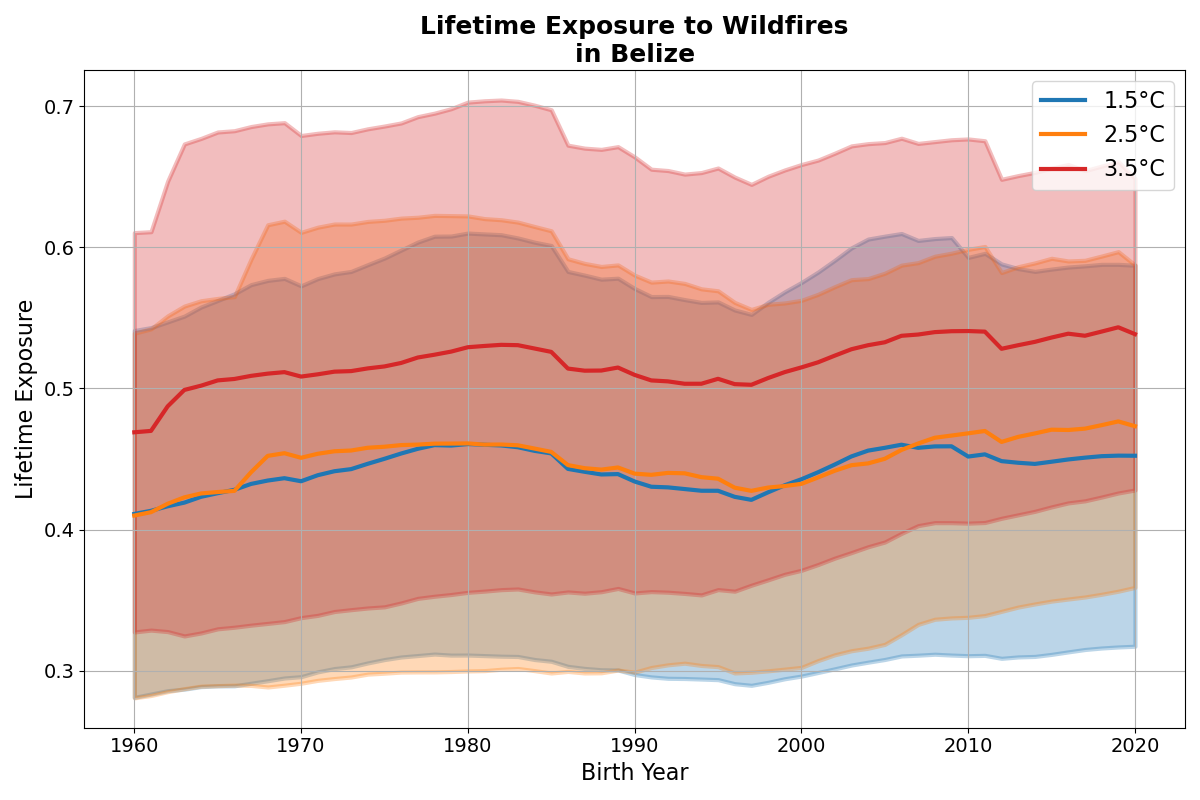 Lifetime Exposure to Wildfires
in Belize
1.5°C
2.5°C
3.5°C
Lifetime Exposure
0.7
0.6
0.5
0.4
0.3
1960 1970 1980 1990 2000 2010 2020
Birth Year